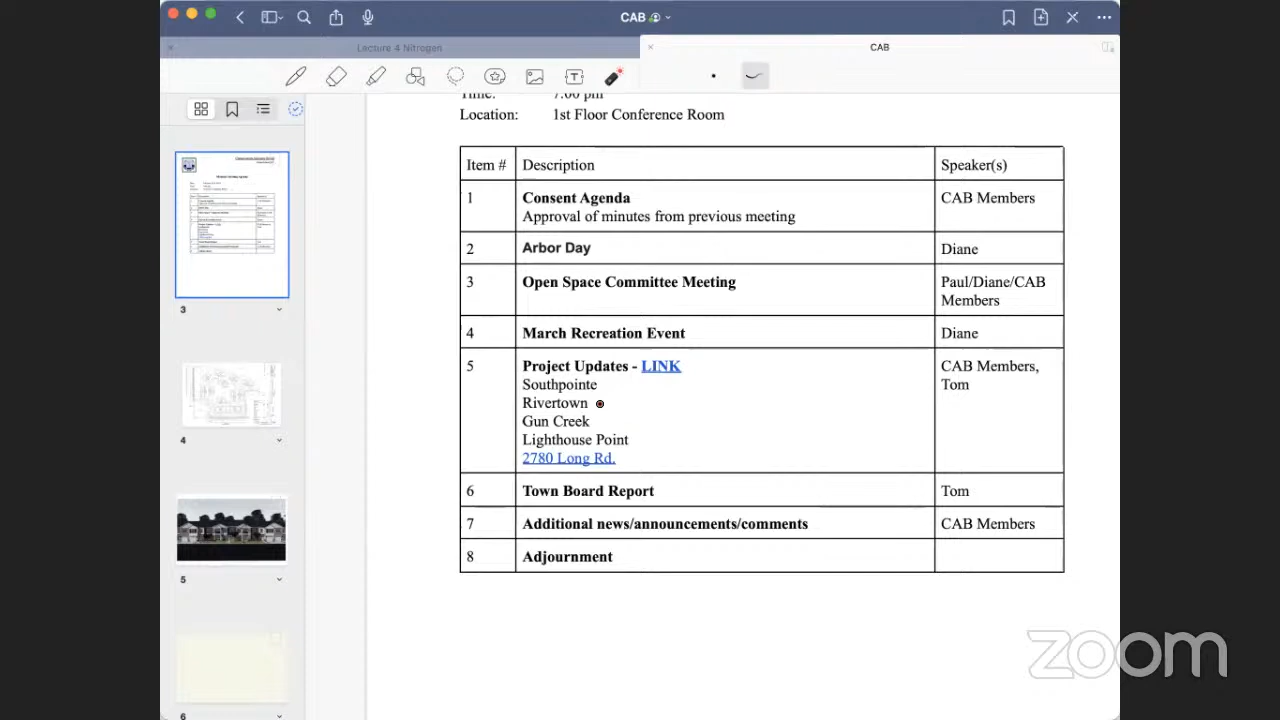 CAB
Lecture 4 Nitrogen
CAB
Time: 7:00 pm
Location: 1st Floor Conference Room
Item # Description Speaker(s)
1 Consent Agenda CAB Members
Approval of minutes from previous meeting
2 Arbor Day Diane
3 Open Space Committee Meeting Paul/Diane/CAB
Members
4 March Recreation Event Diane
5 Project Updates - LINK CAB Members,
Southpointe Tom
Rivertown
Gun Creek
Lighthouse Point
2780 Long Rd.
6 Town Board Report Tom
7 Additional news/announcements/comments CAB Members
8 Adjournment
3
4
5
6
zoom